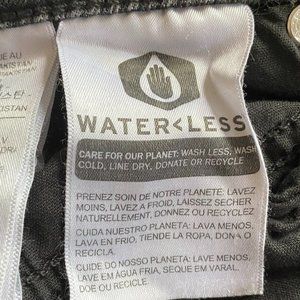 WATER<LESS
CARE FOR OUR PLANET: WASH LESS, WASH
COLD, LINE DRY, DONATE OR RECYCLE
PRENEZ SOIN DE NOTRE PLANETE: LAVEZ
MOINS, LAVEZ A FROID, LAISSEZ SECHER
NATURELLEMENT, DONNEZ OU RECYCLEZ
CUIDA NUESTRO PLANETA: LAVA MENOS,
LAVA EN FRIO, TIENDE LA ROPA, DONA O
RECICLA.
CUIDE DO NOSSO PLANETA: LAVE MENOS,
LAVE EM ÁGUA FRIA, SEQUE EM VARAL.
DOE OU RECICLE.